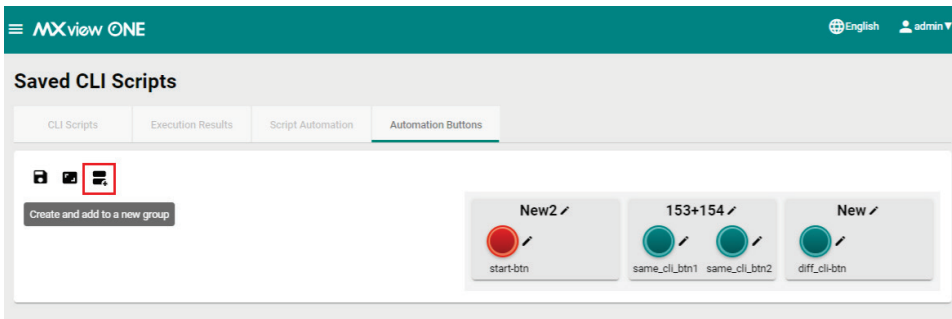 MXview ONE
English admin
Saved CLI Scripts
CLI Scripts Execution Results Script Automation Automation Buttons
Create and add to a new group
New2 153+154 New
start-btn same_cli_btn1 same_cli_btn2 diff_cli-btn